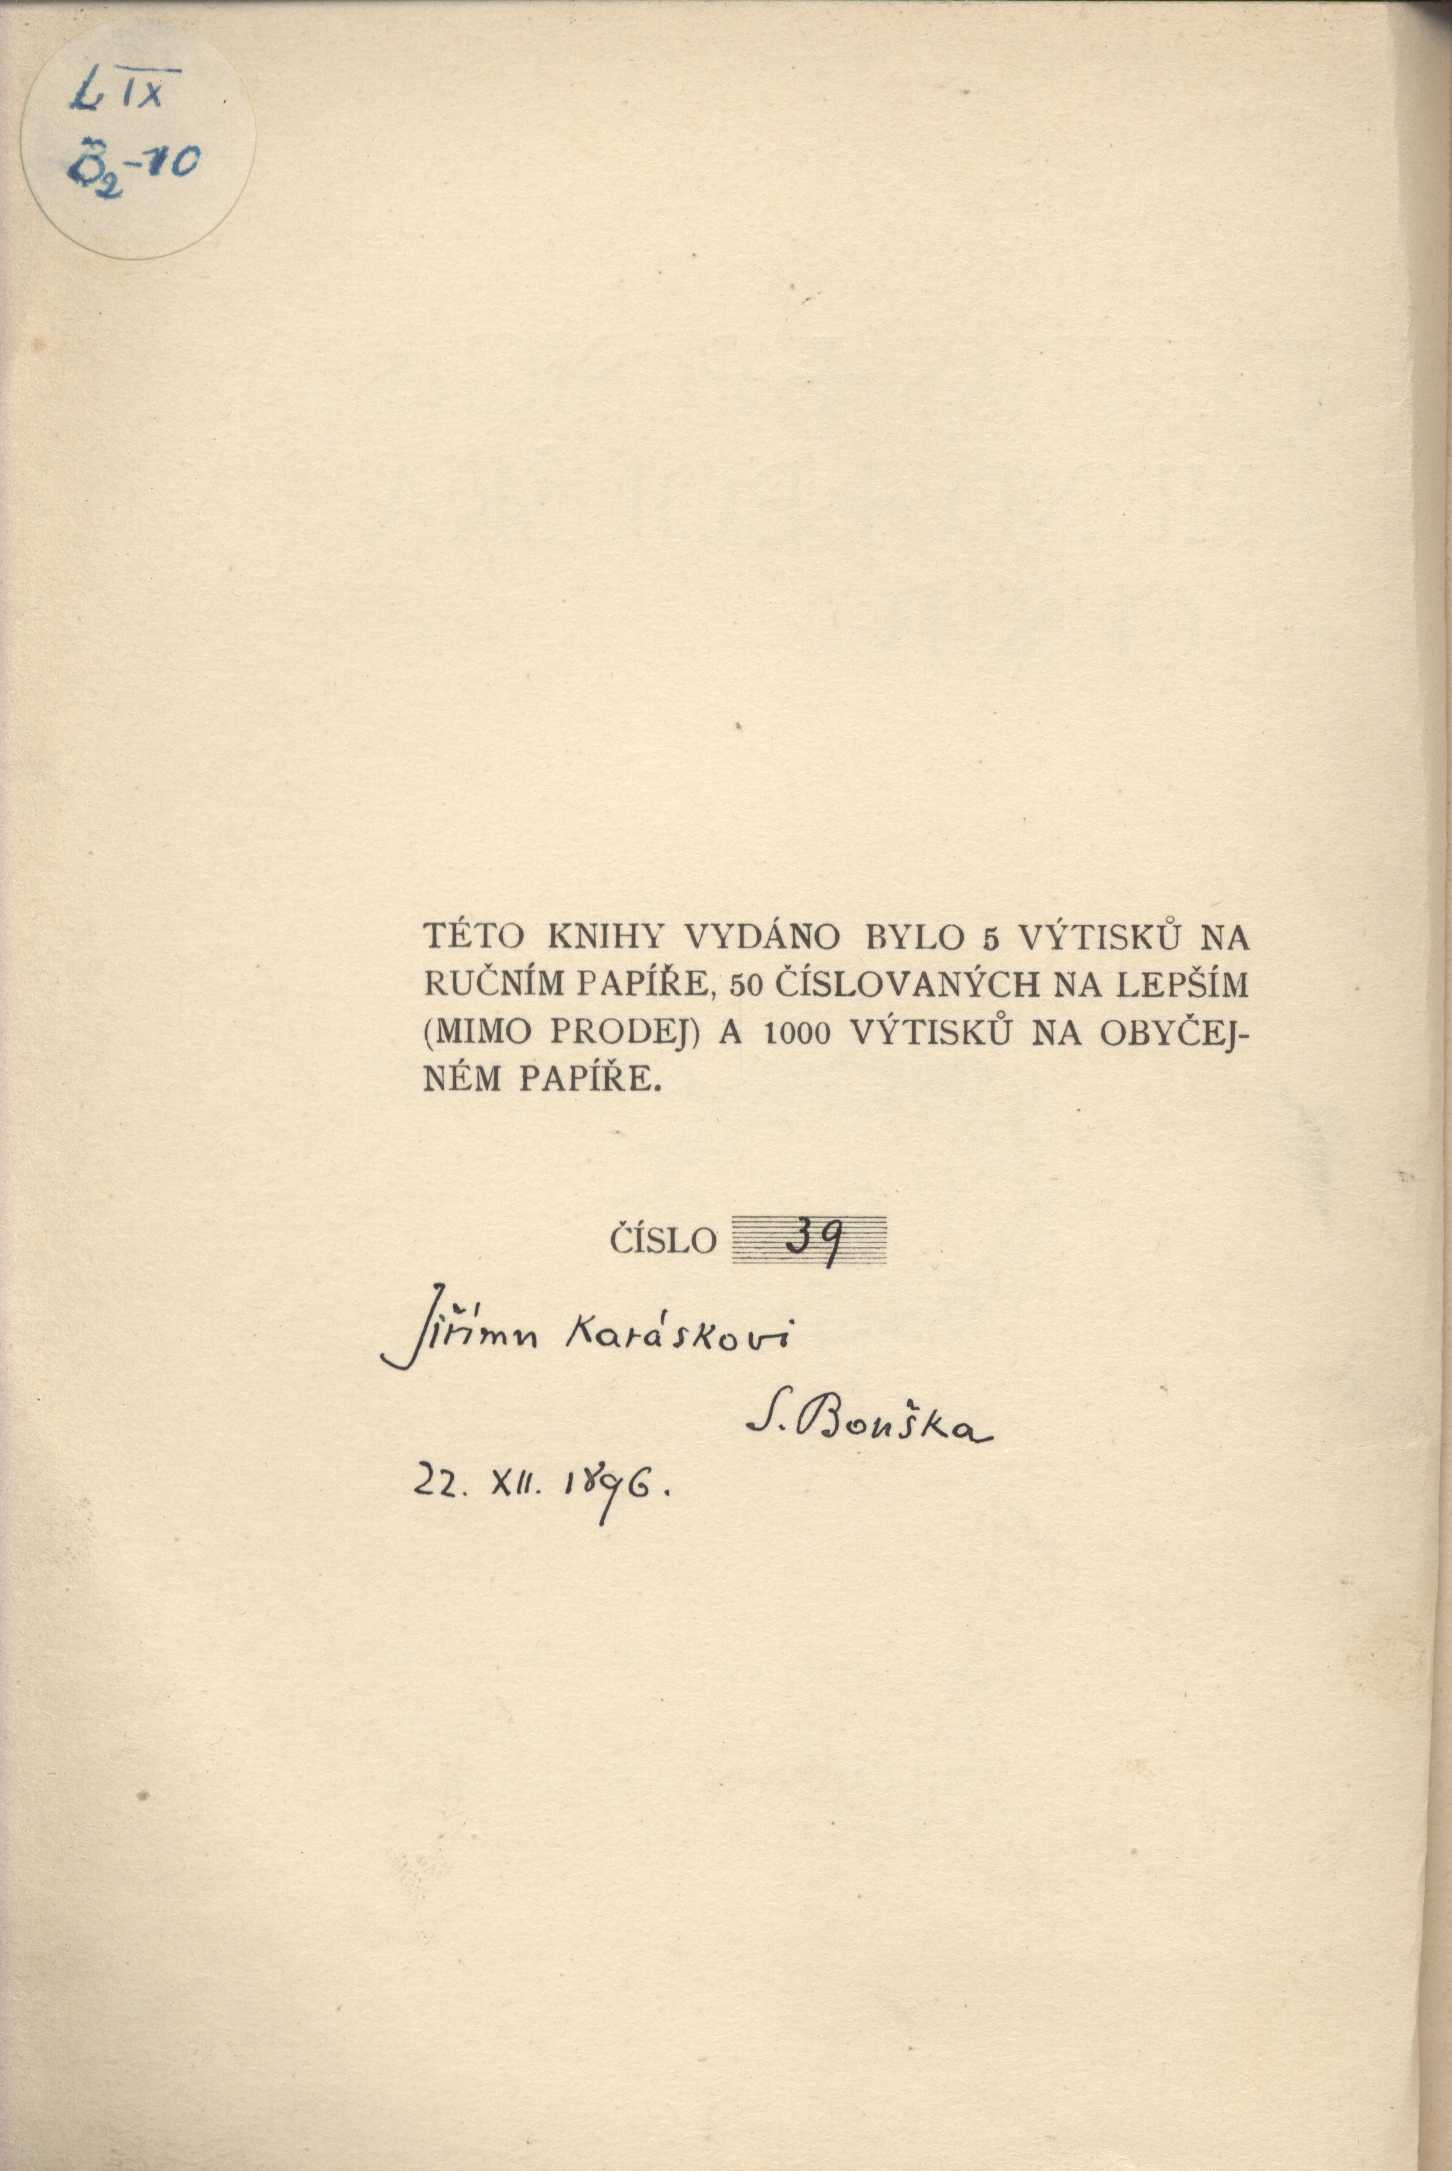 L IX
B₂-10
TÉTO KNIHY VYDÁNO BYLO 5 VÝTISKŮ NA
RUČNÍM PAPÍŘE, 50 ČÍSLOVANÝCH NA LEPŠÍM
(MIMO PRODEJ) A 1000 VÝTISKŮ NA OBYČEJ-
NÉM PAPÍŘE.
ČÍSLO 39
Jiřímu Karáskovi
S. Bouška
22. XII. 1896.